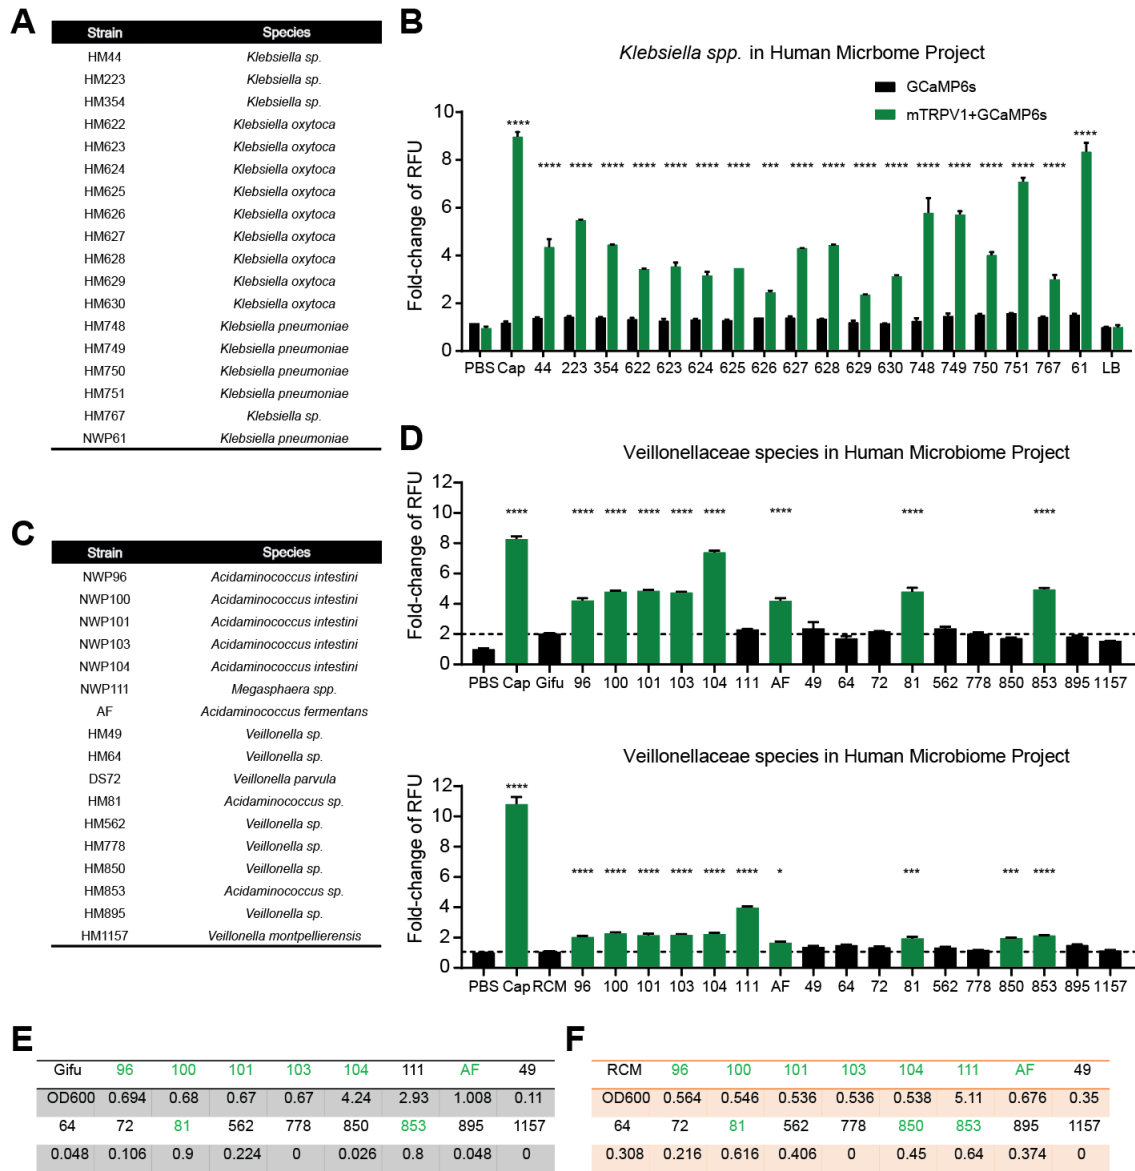 A
Strain Species
HM44 Klebsiella sp.
HM223 Klebsiella sp.
HM354 Klebsiella sp.
HM622 Klebsiella oxytoca
HM623 Klebsiella oxytoca
HM624 Klebsiella oxytoca
HM625 Klebsiella oxytoca
HM626 Klebsiella oxytoca
HM627 Klebsiella oxytoca
HM628 Klebsiella oxytoca
HM629 Klebsiella oxytoca
HM630 Klebsiella oxytoca
HM748 Klebsiella pneumoniae
HM749 Klebsiella pneumoniae
HM750 Klebsiella pneumoniae
HM751 Klebsiella pneumoniae
HM767 Klebsiella sp.
NWP61 Klebsiella pneumoniae
B
Klebsiella spp. in Human Micrbome Project
GCaMP6s
mTRPV1+GCaMP6s
Fold-change of RFU
10
8
6
4
2
0
**** **** **** **** **** **** **** **** *** **** **** **** **** **** **** **** **** **** ****
PBS Cap 44 223 354 622 623 624 625 626 627 628 629 630 748 749 750 751 767 61 LB
C
Strain Species
NWP96 Acidaminococcus intestini
NWP100 Acidaminococcus intestini
NWP101 Acidaminococcus intestini
NWP103 Acidaminococcus intestini
NWP104 Acidaminococcus intestini
NWP111 Megasphaera spp.
AF Acidaminococcus fermentans
HM49 Veillonella sp.
HM64 Veillonella sp.
DS72 Veillonella parvula
HM81 Acidaminococcus sp.
HM562 Veillonella sp.
HM778 Veillonella sp.
HM850 Veillonella sp.
HM853 Acidaminococcus sp.
HM895 Veillonella sp.
HM1157 Veillonella montpellierensis
D
Veillonellaceae species in Human Microbiome Project
Fold-change of RFU
12
10
8
6
4
2
0
**** **** **** **** **** **** **** **** ****
PBS Cap Gifu 96 100 101 103 104 111 AF 49 64 72 81 562 778 850 853 895 1157
Veillonellaceae species in Human Microbiome Project
Fold-change of RFU
12
10
8
6
4
2
0
****
**** **** **** **** **** **** * *** *** ****
PBS Cap RCM 96 100 101 103 104 111 AF 49 64 72 81 562 778 850 853 895 1157
E
Gifu 96 100 101 103 104 111 AF 49
OD600 0.694 0.68 0.67 0.67 4.24 2.93 1.008 0.11
64 72 81 562 778 850 853 895 1157
0.048 0.106 0.9 0.224 0 0.026 0.8 0.048 0
F
RCM 96 100 101 103 104 111 AF 49
OD600 0.564 0.546 0.536 0.536 0.538 5.11 0.676 0.35
64 72 81 562 778 850 853 895 1157
0.308 0.216 0.616 0.406 0 0.45 0.64 0.374 0